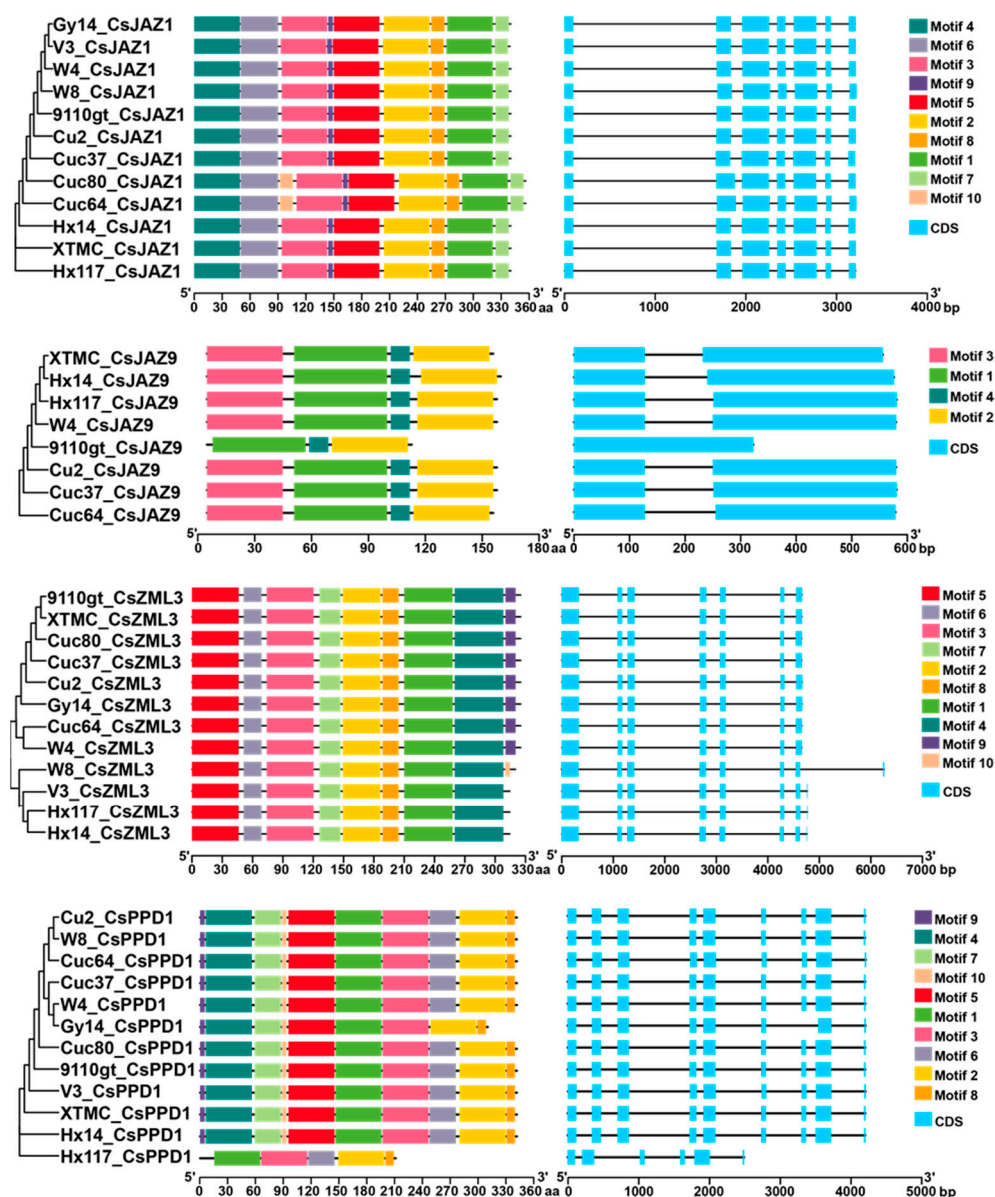 Gy14_CsJAZ1
V3_CsJAZ1
W4_CsJAZ1
W8_CsJAZ1
9110gt_CsJAZ1
Cu2_CsJAZ1
Cuc37_CsJAZ1
Cuc80_CsJAZ1
Cuc64_CsJAZ1
Hx14_CsJAZ1
XTMC_CsJAZ1
Hx117_CsJAZ1
5' 3'
0 30 60 90 120 150 180 210 240 270 300 330 360 aa
5' 3'
0 1000 2000 3000 4000 bp
Motif 4
Motif 6
Motif 3
Motif 9
Motif 5
Motif 2
Motif 8
Motif 1
Motif 7
Motif 10
CDS
XTMC_CsJAZ9
Hx14_CsJAZ9
Hx117_CsJAZ9
W4_CsJAZ9
9110gt_CsJAZ9
Cu2_CsJAZ9
Cuc37_CsJAZ9
Cuc64_CsJAZ9
5' 3'
0 30 60 90 120 150 180 aa
5' 3'
0 100 200 300 400 500 600 bp
Motif 3
Motif 1
Motif 4
Motif 2
CDS
9110gt_CsZML3
XTMC_CsZML3
Cuc80_CsZML3
Cuc37_CsZML3
Cu2_CsZML3
Gy14_CsZML3
Cuc64_CsZML3
W4_CsZML3
W8_CsZML3
V3_CsZML3
Hx117_CsZML3
Hx14_CsZML3
5' 3'
0 30 60 90 120 150 180 210 240 270 300 330 aa
5' 3'
0 1000 2000 3000 4000 5000 6000 7000 bp
Motif 5
Motif 6
Motif 3
Motif 7
Motif 2
Motif 8
Motif 1
Motif 4
Motif 9
Motif 10
CDS
Cu2_CsPPD1
W8_CsPPD1
Cuc64_CsPPD1
Cuc37_CsPPD1
W4_CsPPD1
Gy14_CsPPD1
Cuc80_CsPPD1
9110gt_CsPPD1
V3_CsPPD1
XTMC_CsPPD1
Hx14_CsPPD1
Hx117_CsPPD1
5' 3'
0 30 60 90 120 150 180 210 240 270 300 330 360 aa
5' 3'
0 1000 2000 3000 4000 5000 bp
Motif 9
Motif 4
Motif 7
Motif 10
Motif 5
Motif 1
Motif 3
Motif 6
Motif 2
Motif 8
CDS